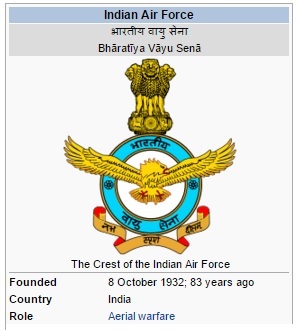 Indian Air Force
भारतीय वायु सेना
Bhāratīya Vāyu Senā
भारतीय
वायु सेना
नभः स्पृशं दीप्तम्
The Crest of the Indian Air Force
Founded 8 October 1932; 83 years ago
Country India
Role Aerial warfare